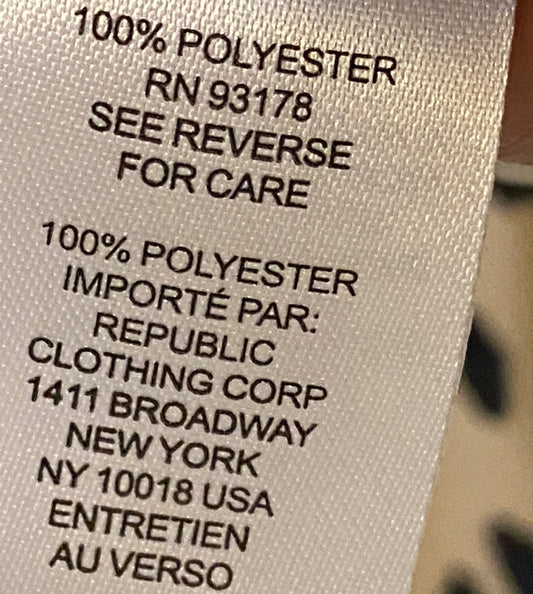 100% POLYESTER
RN 93178
SEE REVERSE
FOR CARE
100% POLYESTER
IMPORTÉ PAR:
REPUBLIC
CLOTHING CORP
1411 BROADWAY
NEW YORK
NY 10018 USA
ENTRETIEN
AU VERSO